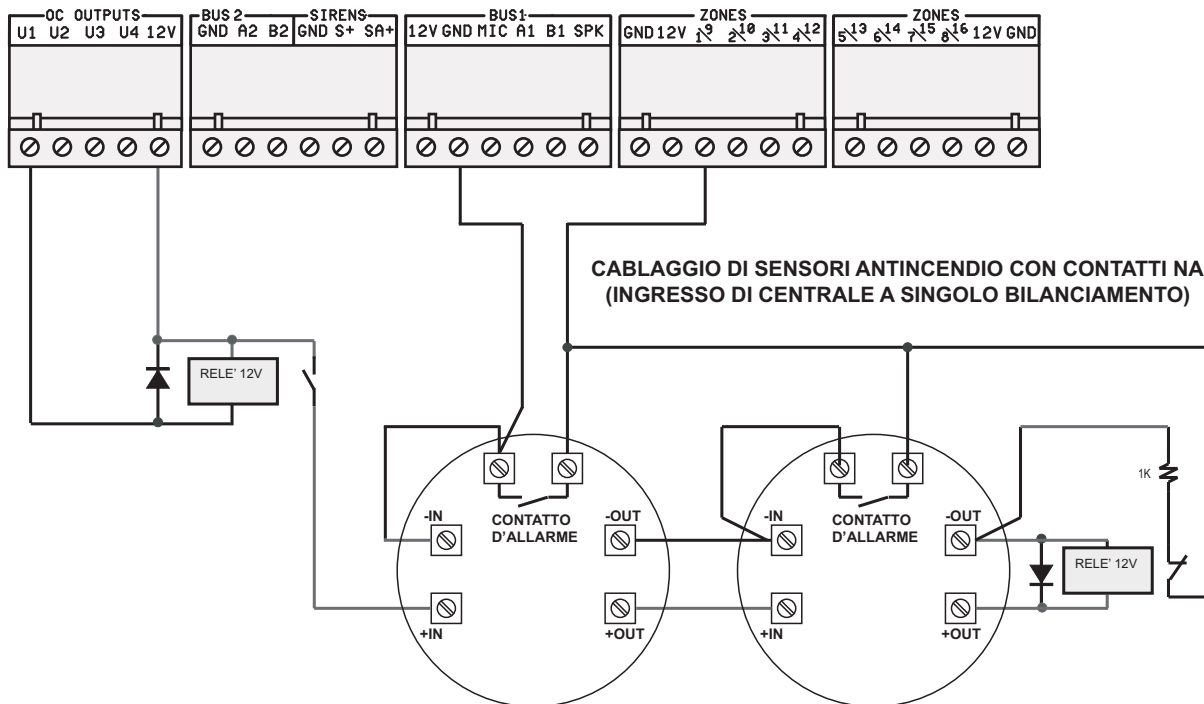 OC OUTPUTS
U1 U2 U3 U4 12V
BUS 2 SIRENS
GND A2 B2 GND S+ SA+
BUS1
12V GND MIC A1 B1 SPK
ZONES
GND 12V 1 9 2 10 3 11 4 12
ZONES
5 13 6 14 7 15 8 16 12V GND
CABLAGGIO DI SENSORI ANTINCENDIO CON CONTATTI NA
(INGRESSO DI CENTRALE A SINGOLO BILANCIAMENTO)
RELE' 12V
-IN
CONTATTO
D'ALLARME
-OUT
+IN
+OUT
-IN
CONTATTO
D'ALLARME
-OUT
+IN
+OUT
1K
RELE' 12V